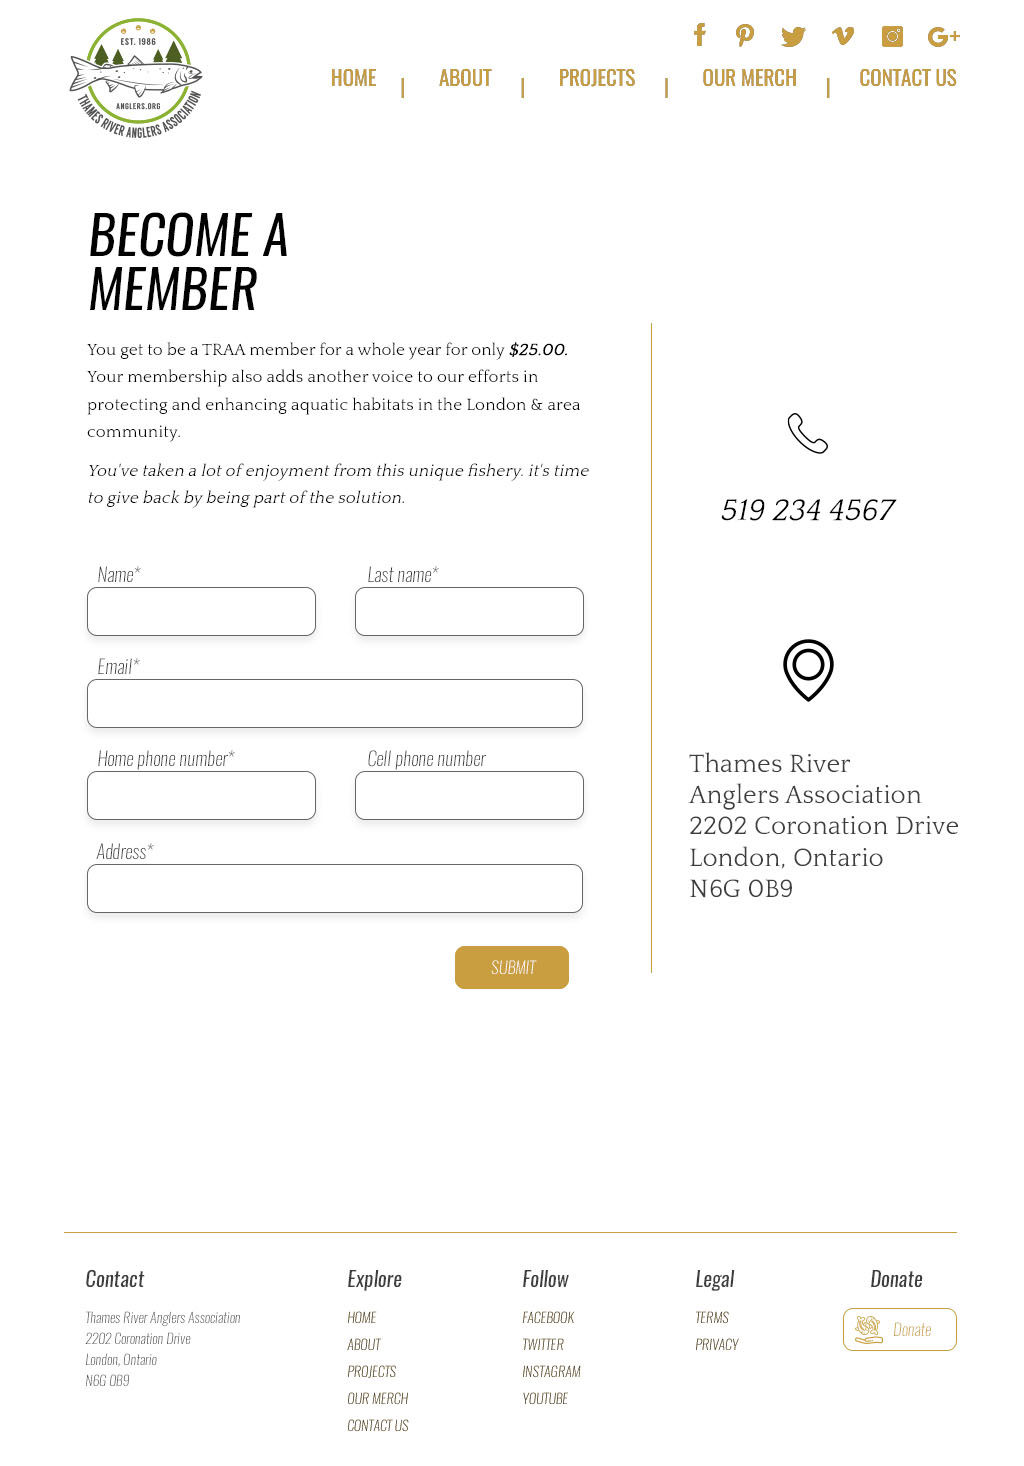 EST. 1986
ANGLERS.ORG
THAMES RIVER ANGLERS ASSOCIATION
HOME | ABOUT | PROJECTS | OUR MERCH | CONTACT US
BECOME A
MEMBER
You get to be a TRAA member for a whole year for only $25.00.
Your membership also adds another voice to our efforts in
protecting and enhancing aquatic habitats in the London & area
community.
You've taken a lot of enjoyment from this unique fishery. it's time
to give back by being part of the solution.
Name*
Last name*
Email*
Home phone number*
Cell phone number
Address*
SUBMIT
519 234 4567
Thames River
Anglers Association
2202 Coronation Drive
London, Ontario
N6G 0B9
Contact
Thames River Anglers Association
2202 Coronation Drive
London, Ontario
N6G 0B9
Explore
HOME
ABOUT
PROJECTS
OUR MERCH
CONTACT US
Follow
FACEBOOK
TWITTER
INSTAGRAM
YOUTUBE
Legal
TERMS
PRIVACY
Donate
Donate